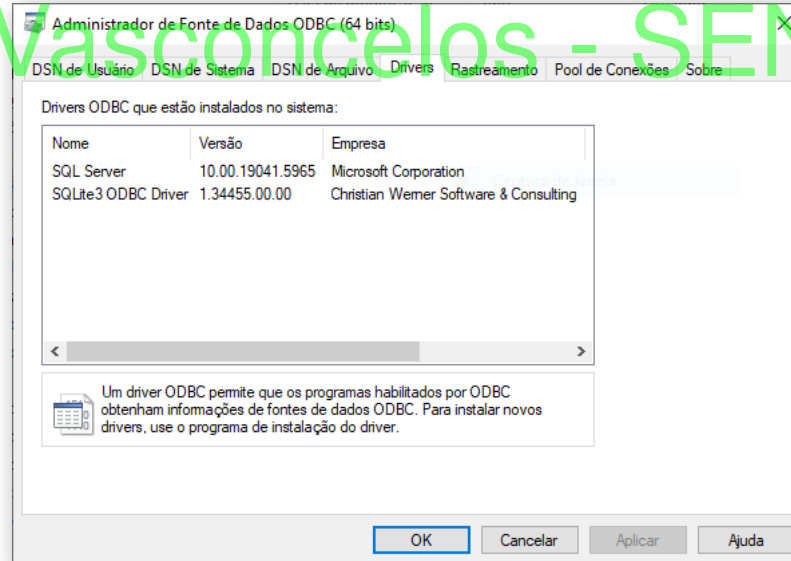 Administrador de Fonte de Dados ODBC (64 bits)
Vasconcelos - SEN
DSN de Usuário DSN de Sistema DSN de Arquivo Drivers Rastreamento Pool de Conexões Sobre
Drivers ODBC que estão instalados no sistema:
Nome Versão Empresa
SQL Server 10.00.19041.5965 Microsoft Corporation
Captura de Janela
SQLite3 ODBC Driver 1.34455.00.00 Christian Werner Software & Consulting
Um driver ODBC permite que os programas habilitados por ODBC
obtenham informações de fontes de dados ODBC. Para instalar novos
drivers, use o programa de instalação do driver.
OK Cancelar Aplicar Ajuda